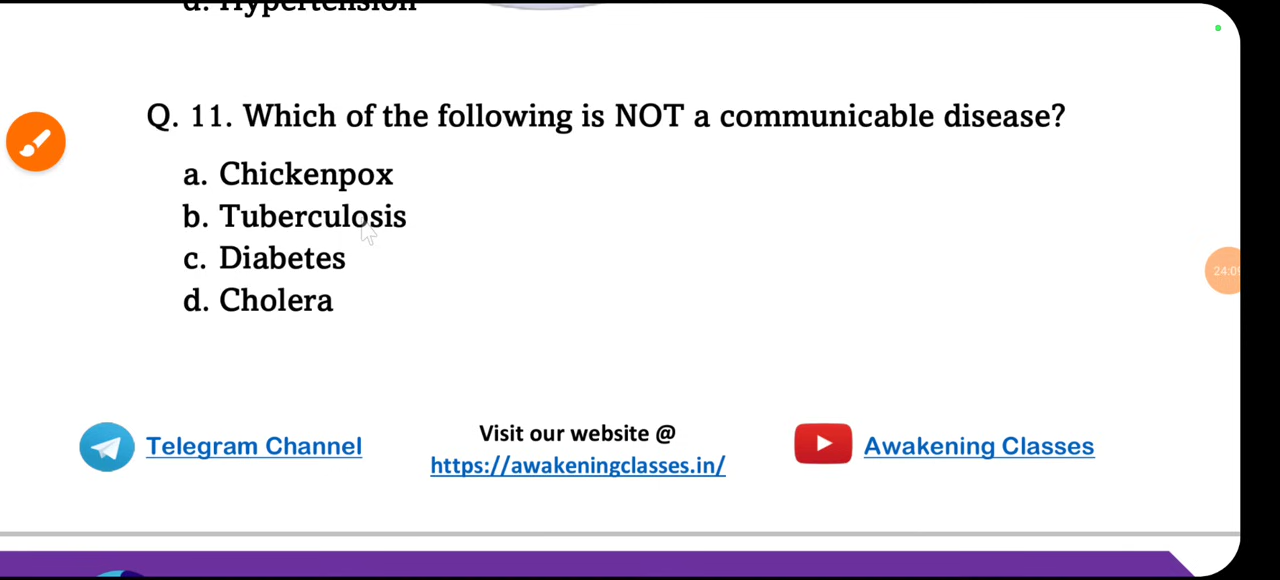 d. Hypertension
Q. 11. Which of the following is NOT a communicable disease?
a. Chickenpox
b. Tuberculosis
c. Diabetes
d. Cholera
Telegram Channel
Visit our website @
https://awakeningclasses.in/
Awakening Classes